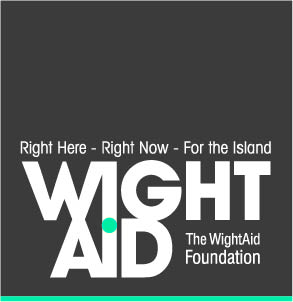 Right Here - Right Now - For the Island
WIGHT
AiD
The WightAid
Foundation